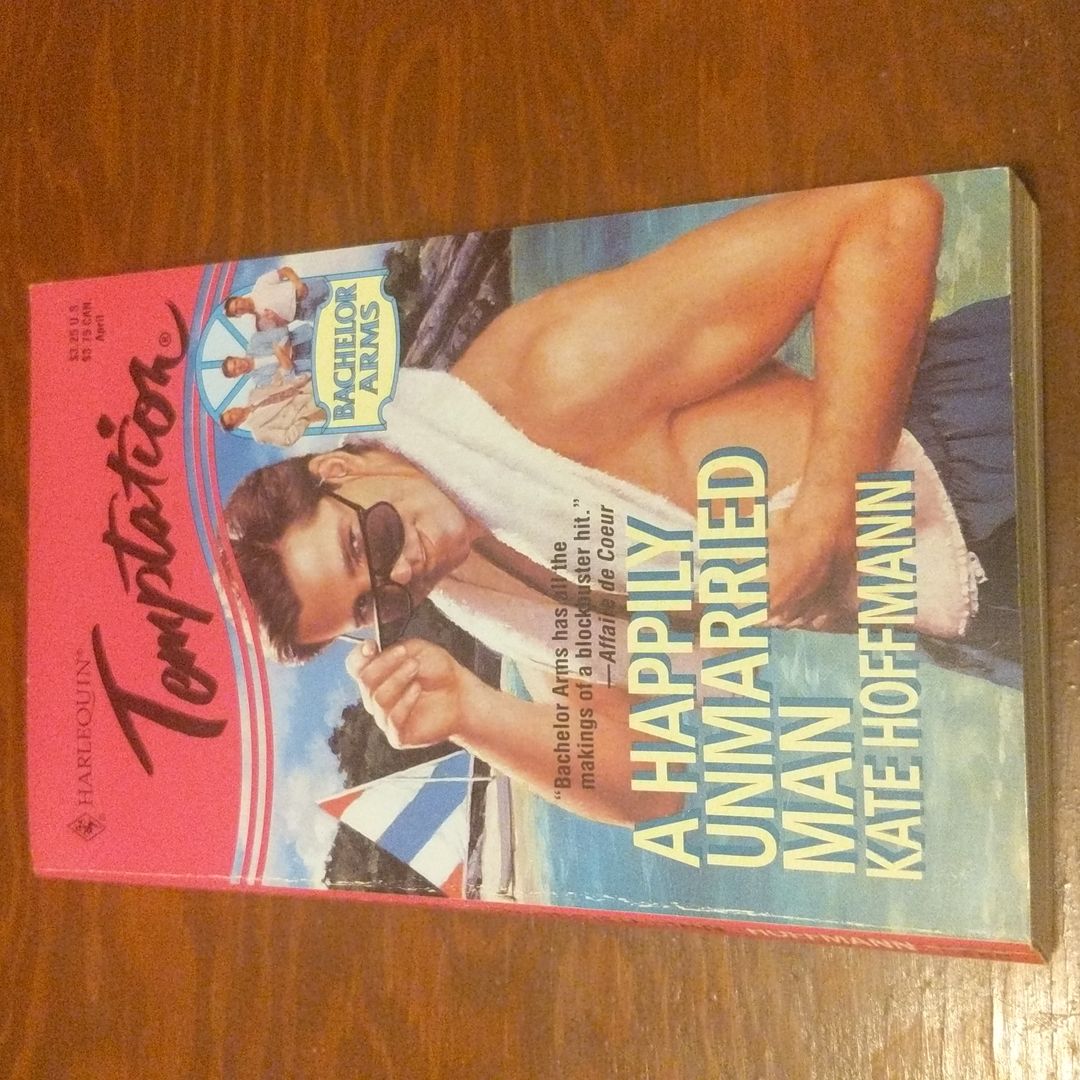 $3.25 U.S.
$3.75 CAN.
April
HARLEQUIN®
Temptation®
BACHELOR
ARMS
"Bachelor Arms has all the
makings of a blockbuster hit."
—Affaire de Coeur
A HAPPILY
UNMARRIED
MAN
KATE HOFFMANN
HOFFMANN